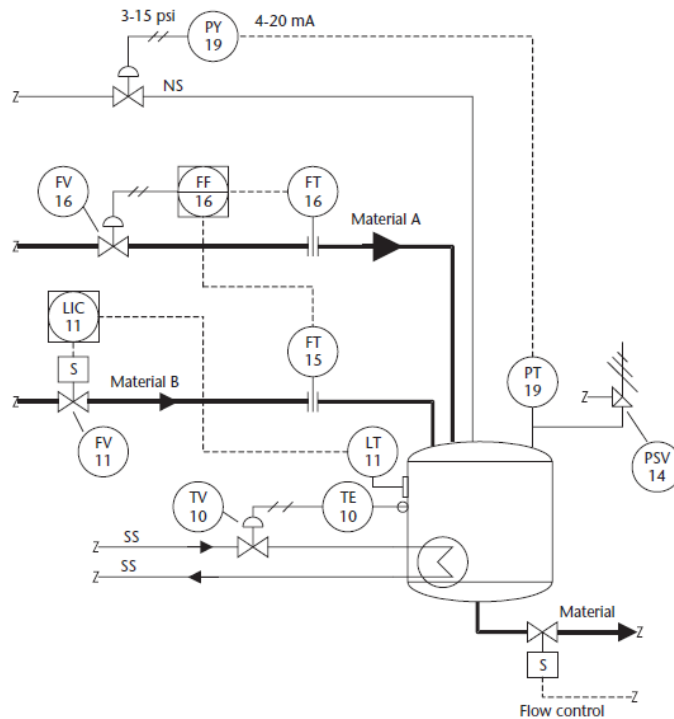 3-15 psi
PY
19
4-20 mA
Z
NS
FV
16
FF
16
FT
16
Material A
Z
LIC
11
FT
15
S
Material B
PT
19
Z
Z
FV
11
LT
11
PSV
14
TV
10
TE
10
Z
SS
Z
SS
Material
Z
S
Z
Flow control